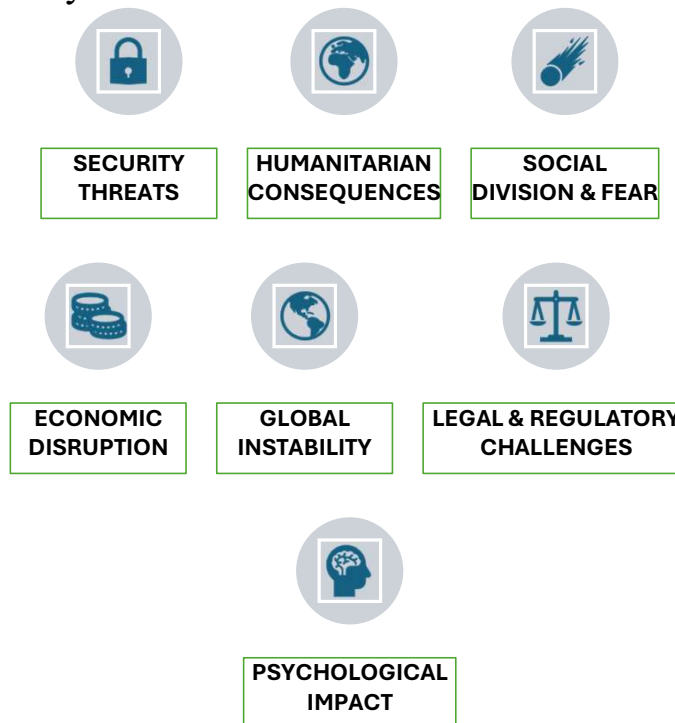 SECURITY
THREATS
HUMANITARIAN
CONSEQUENCES
SOCIAL
DIVISION & FEAR
ECONOMIC
DISRUPTION
GLOBAL
INSTABILITY
LEGAL & REGULATORY
CHALLENGES
PSYCHOLOGICAL
IMPACT